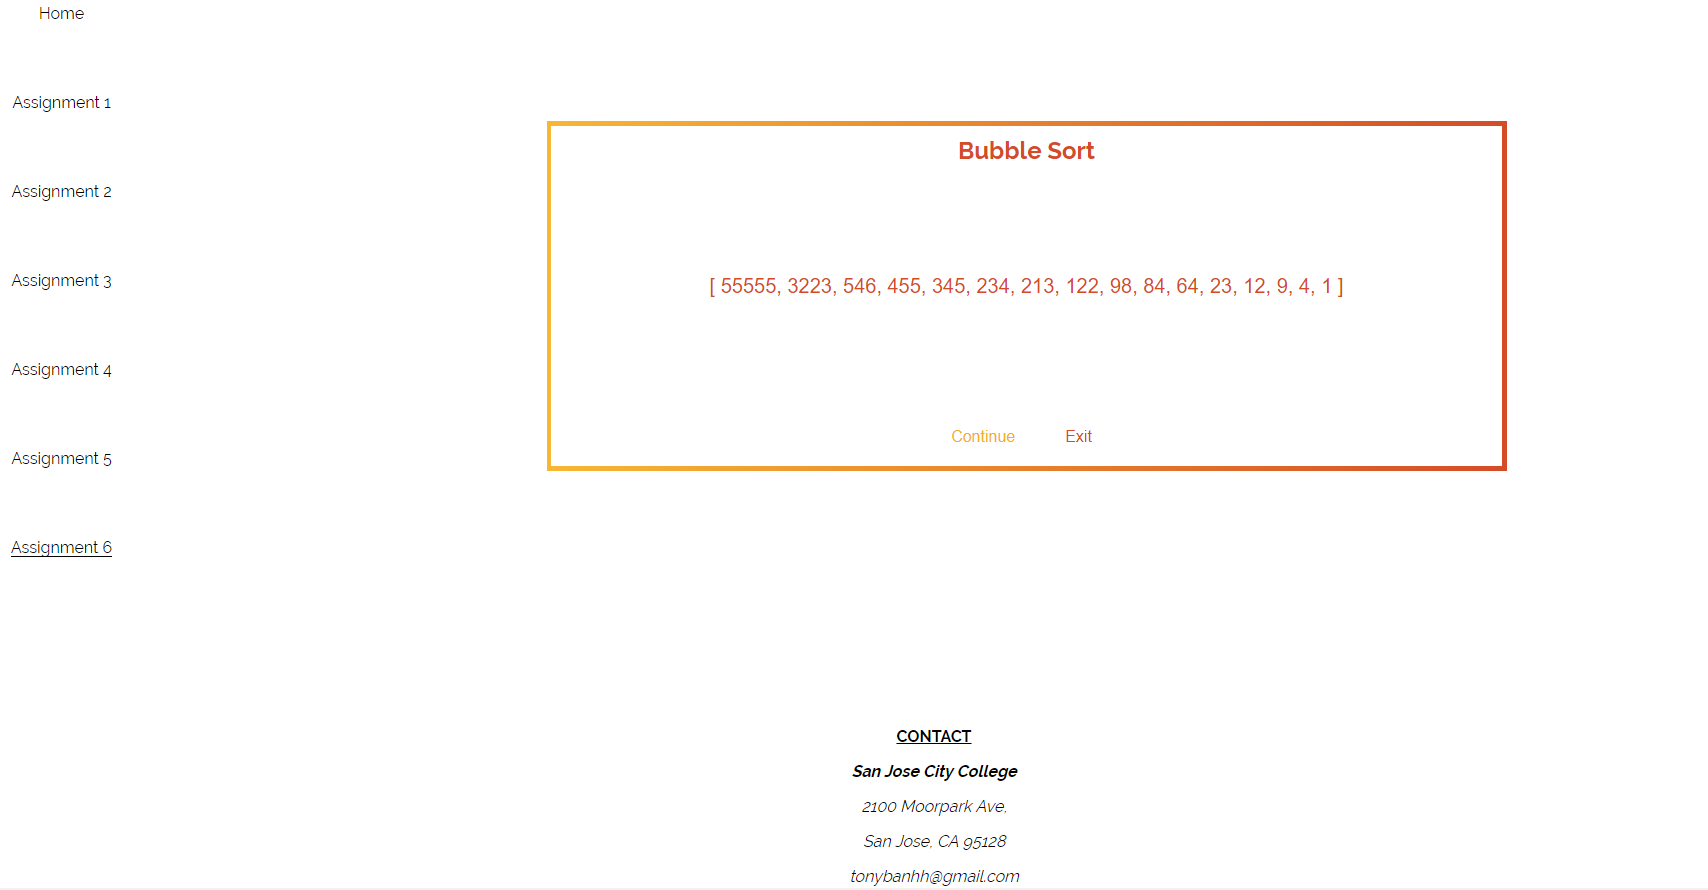 Home
Assignment 1
Assignment 2
Assignment 3
Assignment 4
Assignment 5
Assignment 6
Bubble Sort
[ 55555, 3223, 546, 455, 345, 234, 213, 122, 98, 84, 64, 23, 12, 9, 4, 1 ]
Continue Exit
CONTACT
San Jose City College
2100 Moorpark Ave,
San Jose, CA 95128
tonybanhh@gmail.com